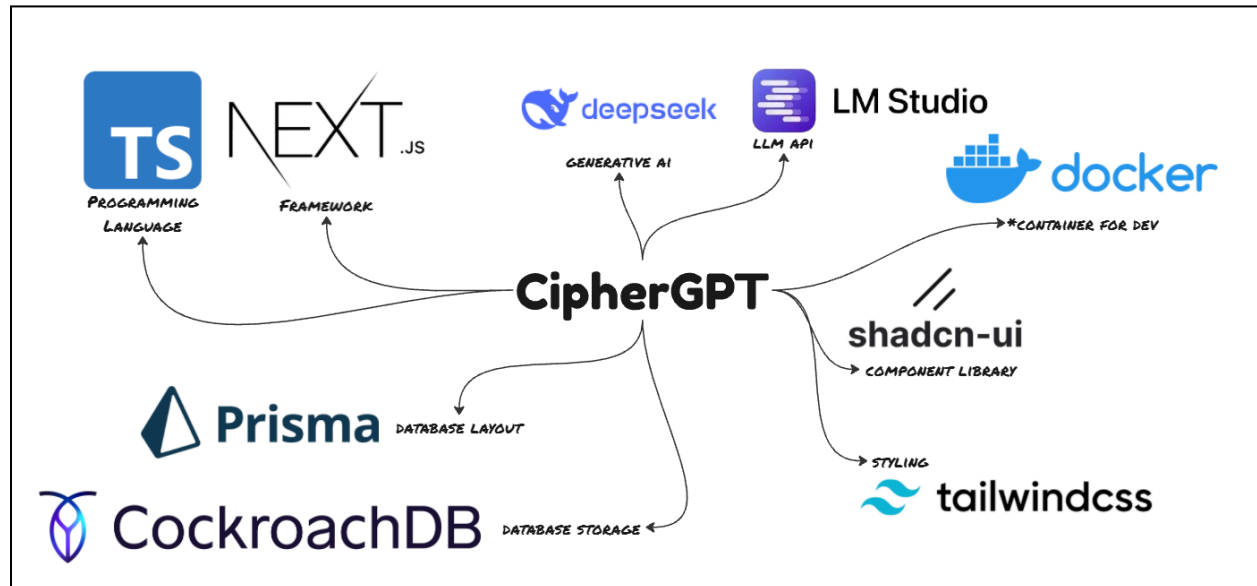 TS
NEXT.JS
deepseek
LM Studio
LLM API
GENERATIVE AI
docker
PROGRAMMING
LANGUAGE
FRAMEWORK
*CONTAINER FOR DEV
CipherGPT
shadcn-ui
COMPONENT LIBRARY
Prisma
DATABASE LAYOUT
STYLING
tailwindcss
CockroachDB
DATABASE STORAGE